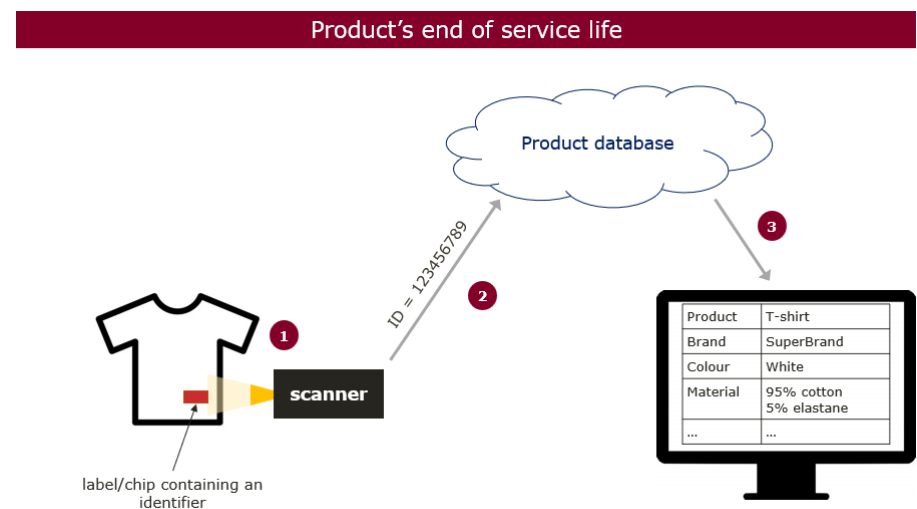 Product's end of service life
Product database
ID = 123456789
3
2
1
scanner
label/chip containing an
identifier
Product T-shirt
Brand SuperBrand
Colour White
Material 95% cotton
5% elastane
... ...